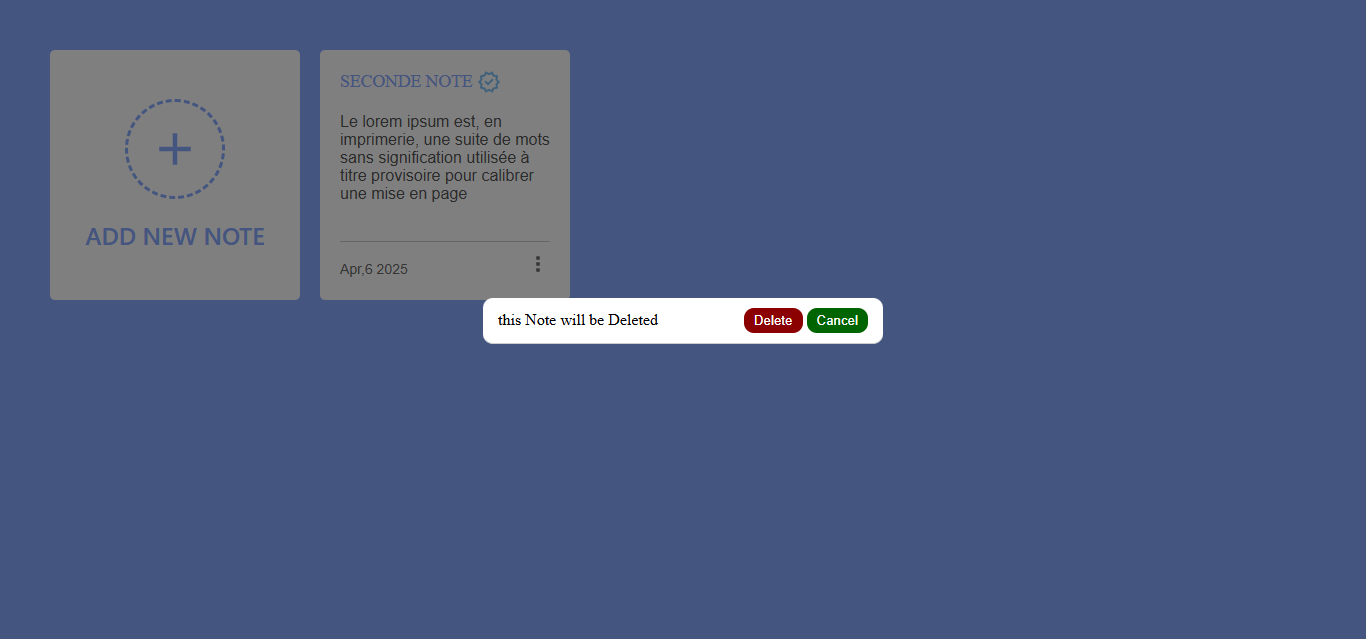 ADD NEW NOTE
SECONDE NOTE
Le lorem ipsum est, en
imprimerie, une suite de mots
sans signification utilisée à
titre provisoire pour calibrer
une mise en page
Apr,6 2025
this Note will be Deleted
Delete
Cancel